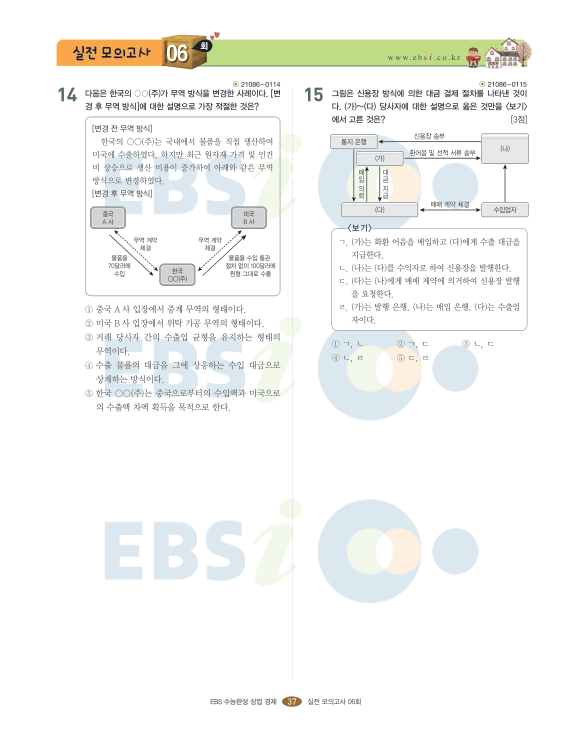 실전 모의고사 06 회
www.ebsi.co.kr
21086-0114
14 다음은 한국의 ○○(주)가 무역 방식을 변경한 사례이다. [변
경 후 무역 방식]에 대한 설명으로 가장 적절한 것은?
[변경 전 무역 방식]
한국의 ○○(주)는 국내에서 물품을 직접 생산하여
미국에 수출하였다. 하지만 최근 원자재 가격 및 인건
비 상승으로 생산 비용이 증가하여 아래와 같은 무역
방식으로 변경하였다.
[변경 후 무역 방식]
중국
A 사
미국
B 사
무역 계약
체결
무역 계약
체결
물품을
70달러에
수입
한국
○○(주)
물품을 수입 통관
절차 없이 100달러에
원형 그대로 수출
① 중국 A 사 입장에서 중계 무역의 형태이다.
② 미국 B 사 입장에서 위탁 가공 무역의 형태이다.
③ 거래 당사자 간의 수출입 균형을 유지하는 형태의
무역이다.
④ 수출 물품의 대금을 그에 상응하는 수입 대금으로
상계하는 방식이다.
⑤ 한국 ○○(주)는 중국으로부터의 수입액과 미국으로
의 수출액 차액 획득을 목적으로 한다.
21086-0115
15 그림은 신용장 방식에 의한 대금 결제 절차를 나타낸 것이
다. (가)~(다) 당사자에 대한 설명으로 옳은 것만을 〈보기〉
에서 고른 것은? [3점]
통지 은행
신용장 송부
(나)
(가)
환어음 및 선적 서류 송부
매입 의뢰
대금 지급
(다)
매매 계약 체결
수입업자
〈보기〉
ㄱ. (가)는 화환 어음을 매입하고 (다)에게 수출 대금을
지급한다.
ㄴ. (나)는 (다)를 수익자로 하여 신용장을 발행한다.
ㄷ. (다)는 (나)에게 매매 계약에 의거하여 신용장 발행
을 요청한다.
ㄹ. (가)는 발행 은행, (나)는 매입 은행, (다)는 수출업
자이다.
① ㄱ, ㄴ ② ㄱ, ㄷ ③ ㄴ, ㄷ
④ ㄴ, ㄹ ⑤ ㄷ, ㄹ
EBSi
EBSi
EBSi
EBS 수능완성 상업 경제 37 실전 모의고사 06회